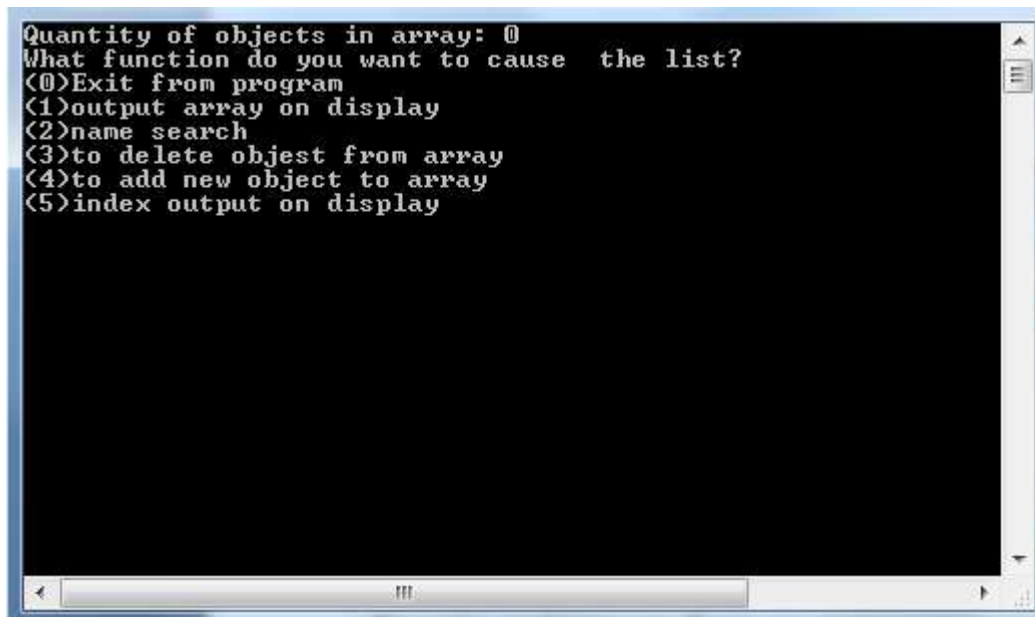 Quantity of objects in array: 0
What function do you want to cause  the list?
(0)Exit from program
(1)output array on display
(2)name search
(3)to delete objest from array
(4)to add new object to array
(5)index output on display